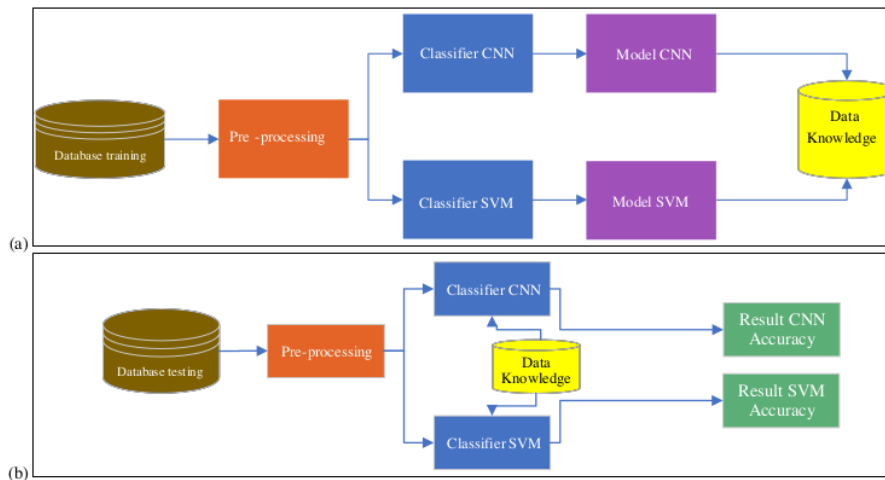 Classifier CNN
Model CNN
Database training
Pre -processing
Data
Knowledge
Classifier SVM
Model SVM
(a)
Classifier CNN
Result CNN
Accuracy
Database testing
Pre-processing
Data
Knowledge
Result SVM
Accuracy
Classifier SVM
(b)